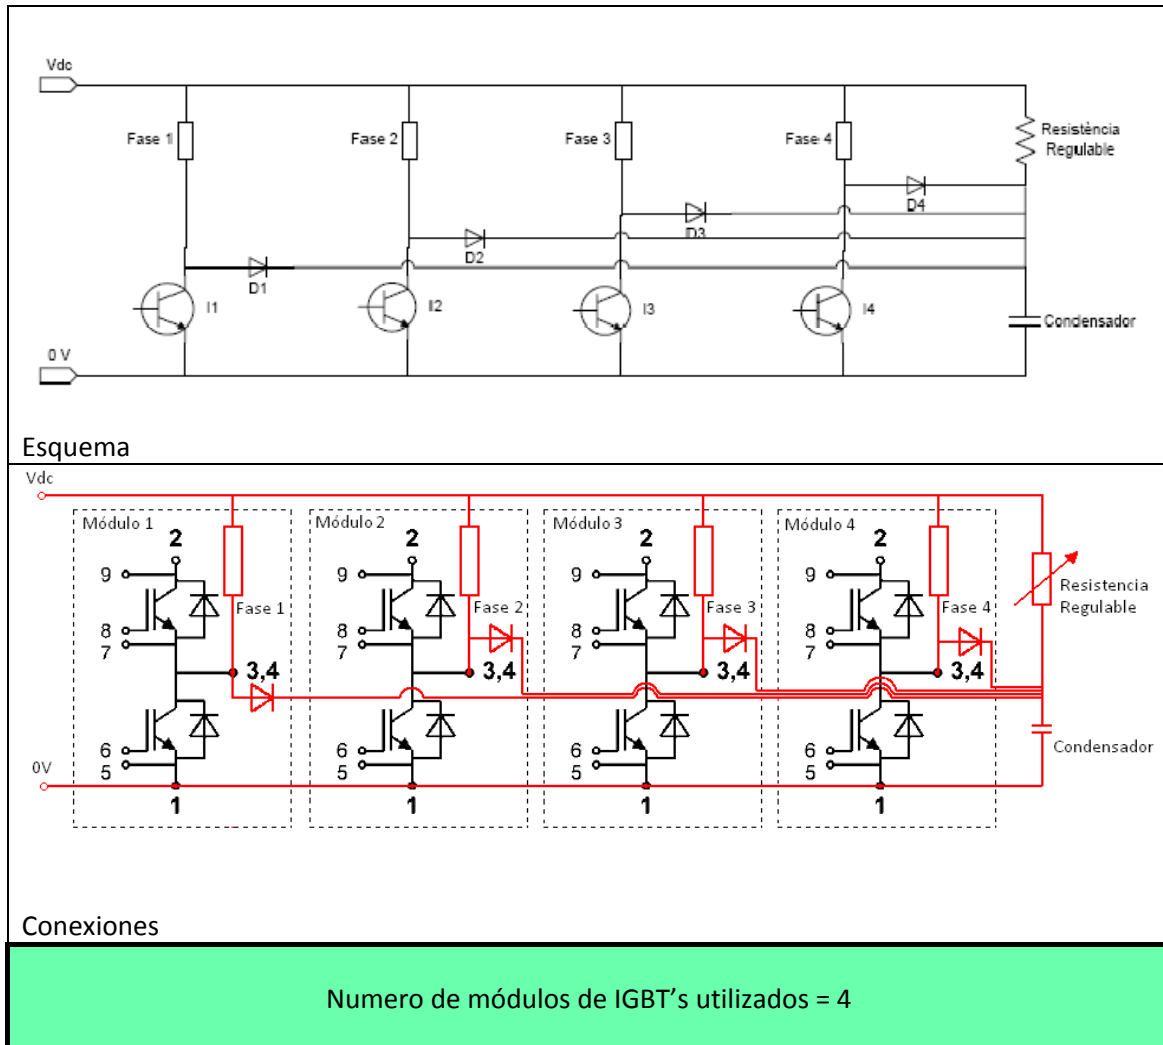 Vdc
Fase 1
Fase 2
Fase 3
Fase 4
Resistència
Regulable
D4
D3
D2
D1
I1
I2
I3
I4
Condensador
0 V
Esquema
Vdc
Módulo 1
Módulo 2
Módulo 3
Módulo 4
2
2
2
2
9
9
9
9
Fase 1
Fase 2
Fase 3
Fase 4
Resistencia
Regulable
8
8
8
8
7
7
7
7
3,4
3,4
3,4
3,4
6
6
6
6
Condensador
0V
5
5
5
5
1
1
1
1
Conexiones
Numero de módulos de IGBT’s utilizados = 4